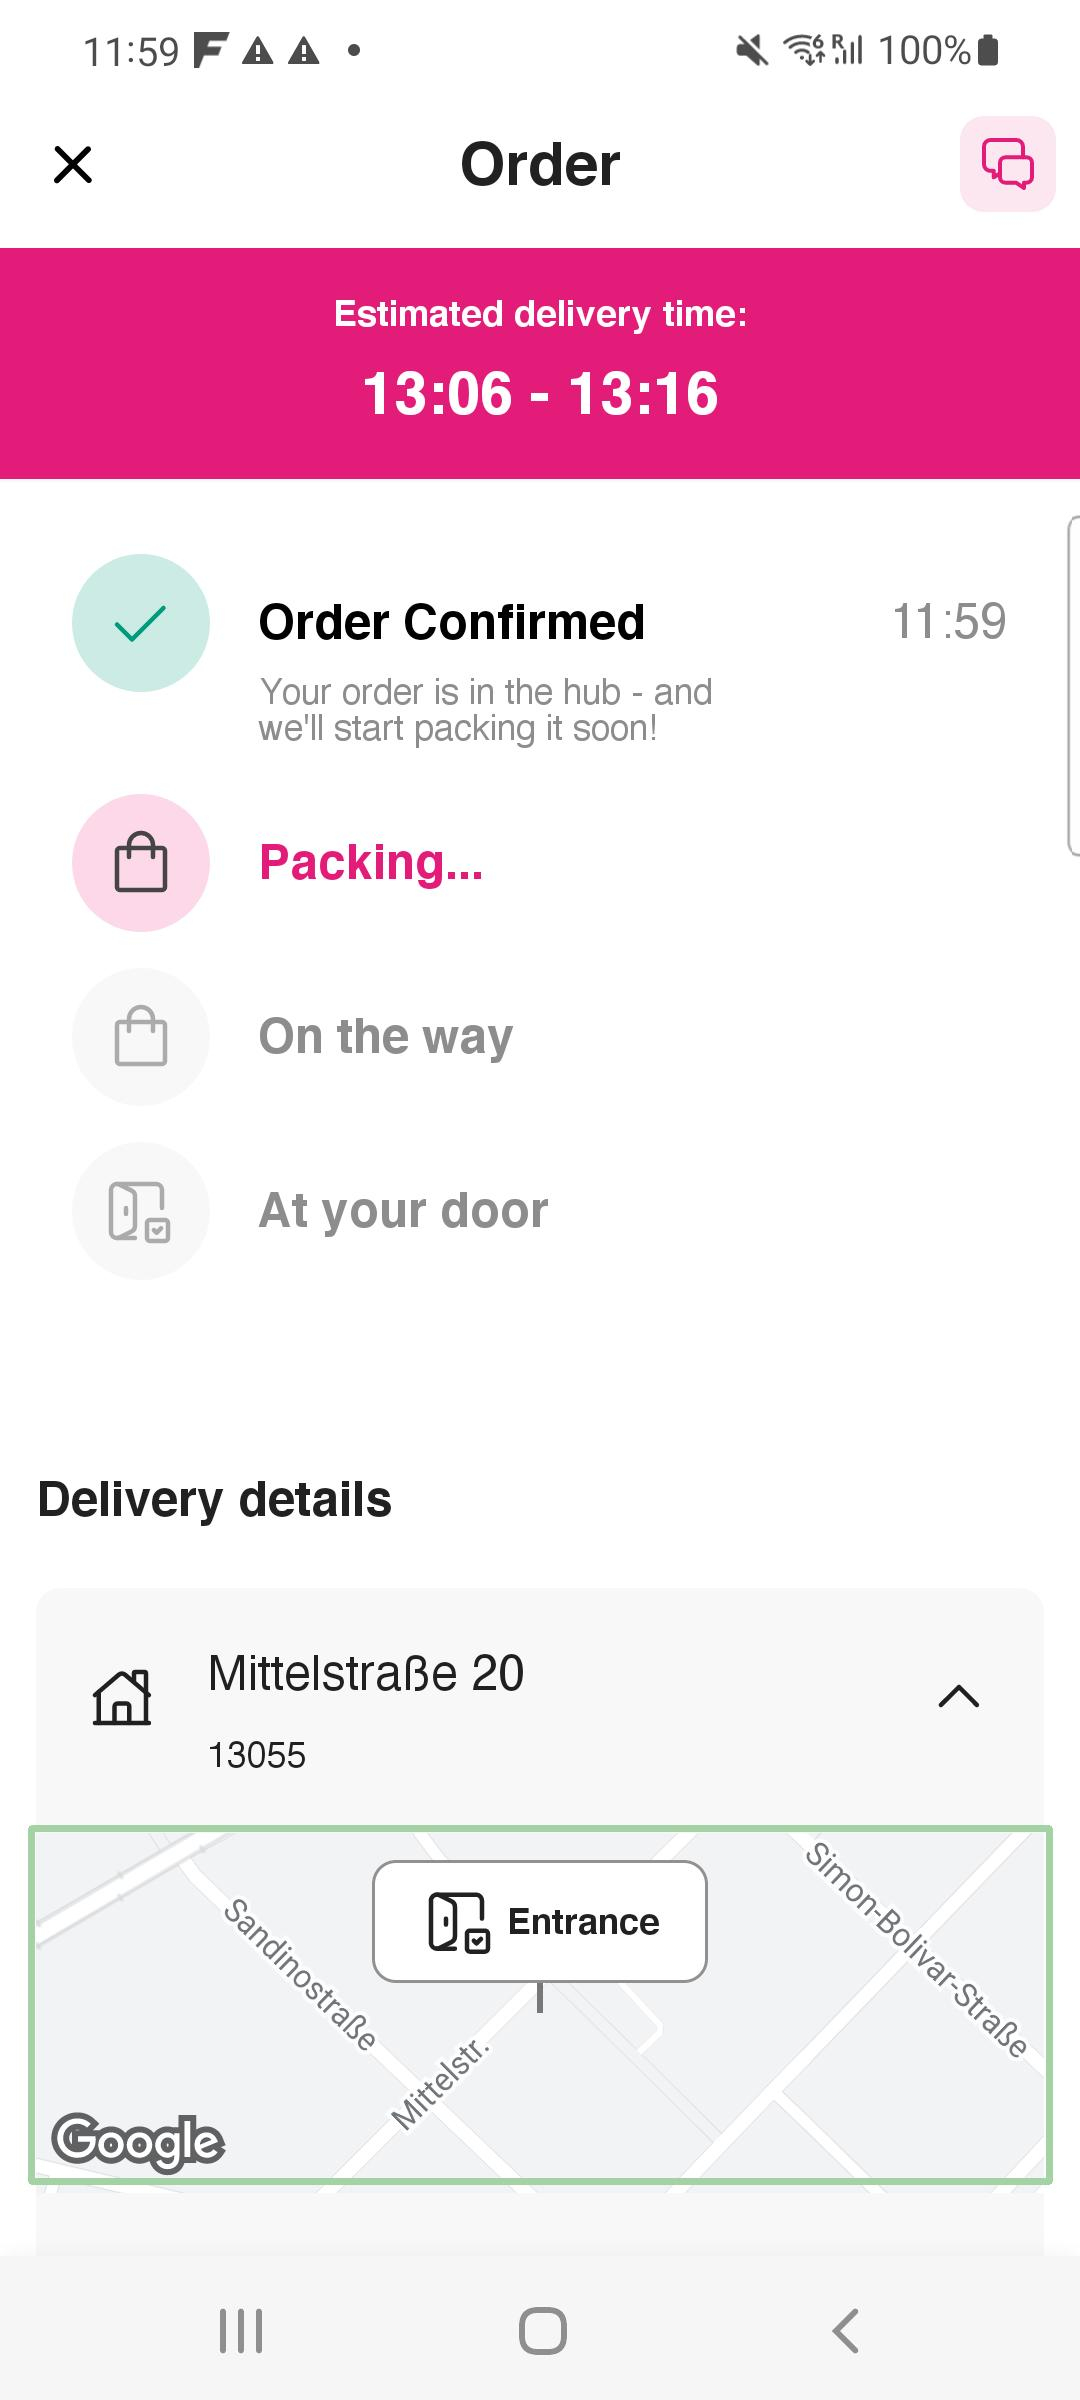 11:59
100%
Order
Estimated delivery time:
13:06 - 13:16
Order Confirmed
11:59
Your order is in the hub - and
we'll start packing it soon!
Packing...
On the way
At your door
Delivery details
Mittelstraße 20
13055
Entrance
Sandinostraße
Mittelstr.
Simon-Bolivar-Straße
Google